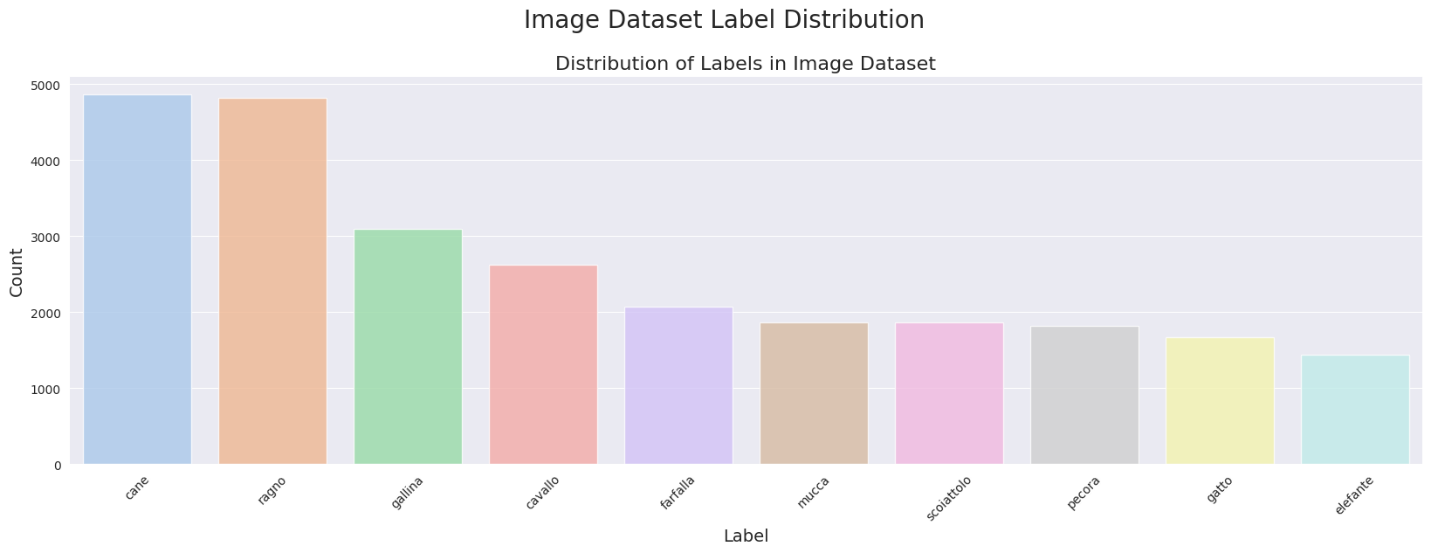 Image Dataset Label Distribution
Distribution of Labels in Image Dataset
5000
4000
3000
2000
1000
0
Count
cane
ragno
gallina
cavallo
farfalla
mucca
scoiattolo
pecora
gatto
elefante
Label